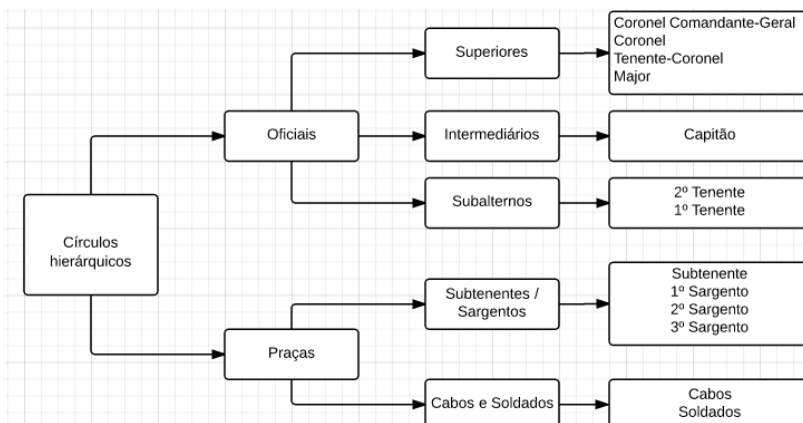 Círculos
hierárquicos
Oficiais
Superiores
Coronel Comandante-Geral
Coronel
Tenente-Coronel
Major
Intermediários
Capitão
Subalternos
2º Tenente
1º Tenente
Praças
Subtenentes /
Sargentos
Subtenente
1º Sargento
2º Sargento
3º Sargento
Cabos e Soldados
Cabos
Soldados